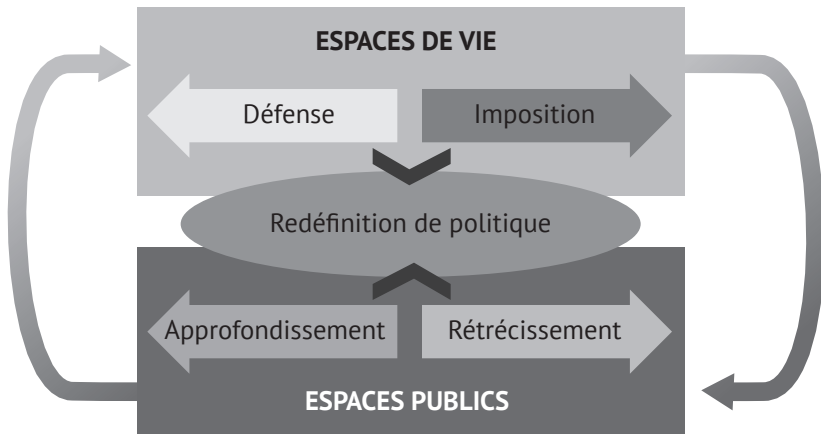 ESPACES DE VIE
Défense
Imposition
Redéfinition de politique
Approfondissement
Rétrécissement
ESPACES PUBLICS